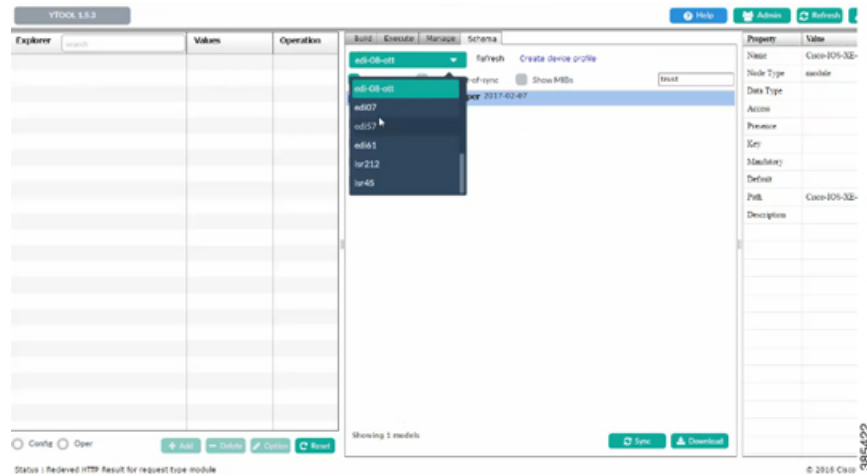 YTOOL 1.5.3
Help Admin Refresh
Explorer search Values Operation
Build Execute Manage Schema
edi-08-ott Refresh Create device profile
-of-sync Show MIBs trust
edi-08-ott
per 2017-02-07
edi07
edi57
edi61
isr212
isr45
Property Value
Name Cisco-IOS-XE-
Node Type module
Data Type
Access
Presence
Key
Mandatory
Default
Path Cisco-IOS-XE-
Description
Showing 1 models
Sync Download
Config Oper Add Delete Option Reset
Status : Redeved HTTP Result for request type module
© 2016 Cisco
385422